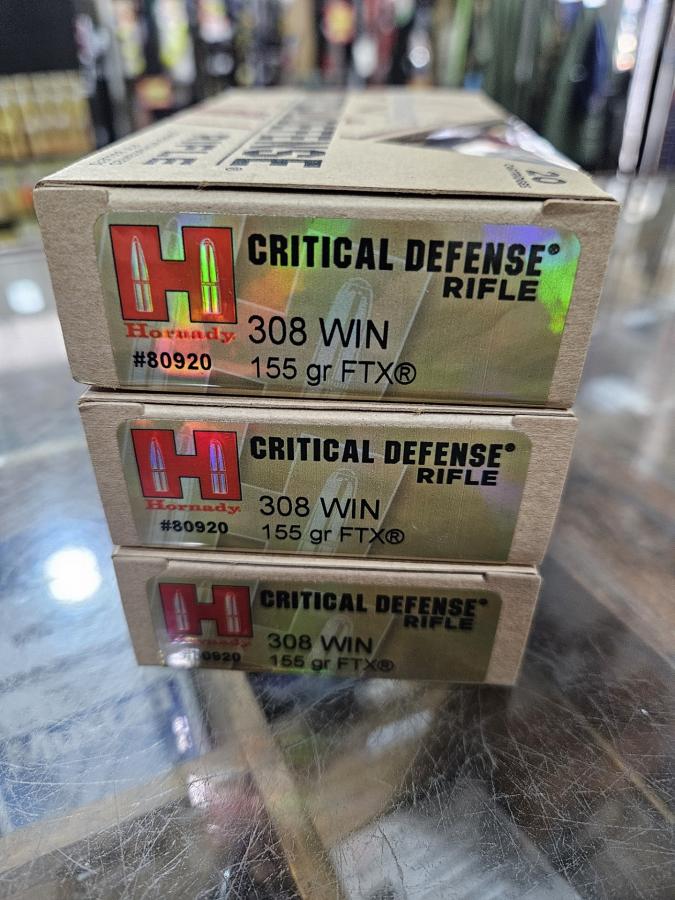 DEFENSE®
RIFLE
20
CRITICAL DEFENSE®
RIFLE
H
Hornady
308 WIN
#80920
155 gr FTX®
CRITICAL DEFENSE®
RIFLE
H
Hornady
308 WIN
#80920
155 gr FTX®
CRITICAL DEFENSE®
RIFLE
H
Hornady
308 WIN
155 gr FTX®